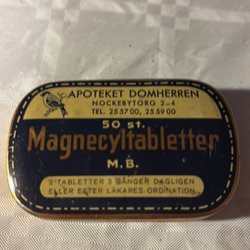 APOTEKET DOMHERREN
NOCKEBYTORG 2-4
TEL. 25 57 00, 25 59 00
50 st.
Magnecyltabletter
M.B.
2 TABLETTER 3 GÅNGER DAGLIGEN
ELLER EFTER LÄKARES ORDINATION